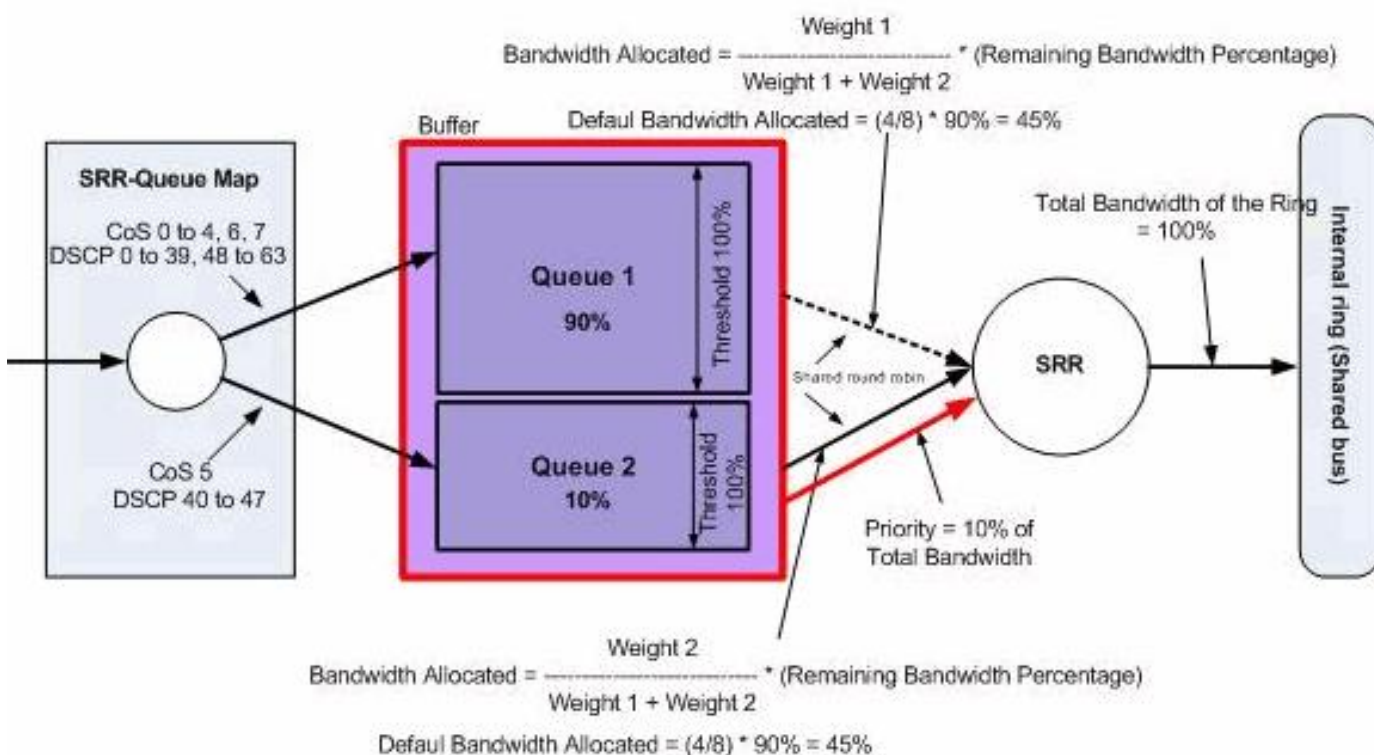 Weight 1
Bandwidth Allocated = ---------------------------- * (Remaining Bandwidth Percentage)
Weight 1 + Weight 2
Defaul Bandwidth Allocated = (4/8) * 90% = 45%
Buffer
SRR-Queue Map
CoS 0 to 4, 6, 7
DSCP 0 to 39, 48 to 63
CoS 5
DSCP 40 to 47
Queue 1
90%
Threshold 100%
Queue 2
10%
Threshold
100%
Shared round robin
SRR
Total Bandwidth of the Ring
= 100%
Priority = 10% of
Total Bandwidth
Internal ring (Shared bus)
Weight 2
Bandwidth Allocated = ---------------------------- * (Remaining Bandwidth Percentage)
Weight 1 + Weight 2
Defaul Bandwidth Allocated = (4/8) * 90% = 45%